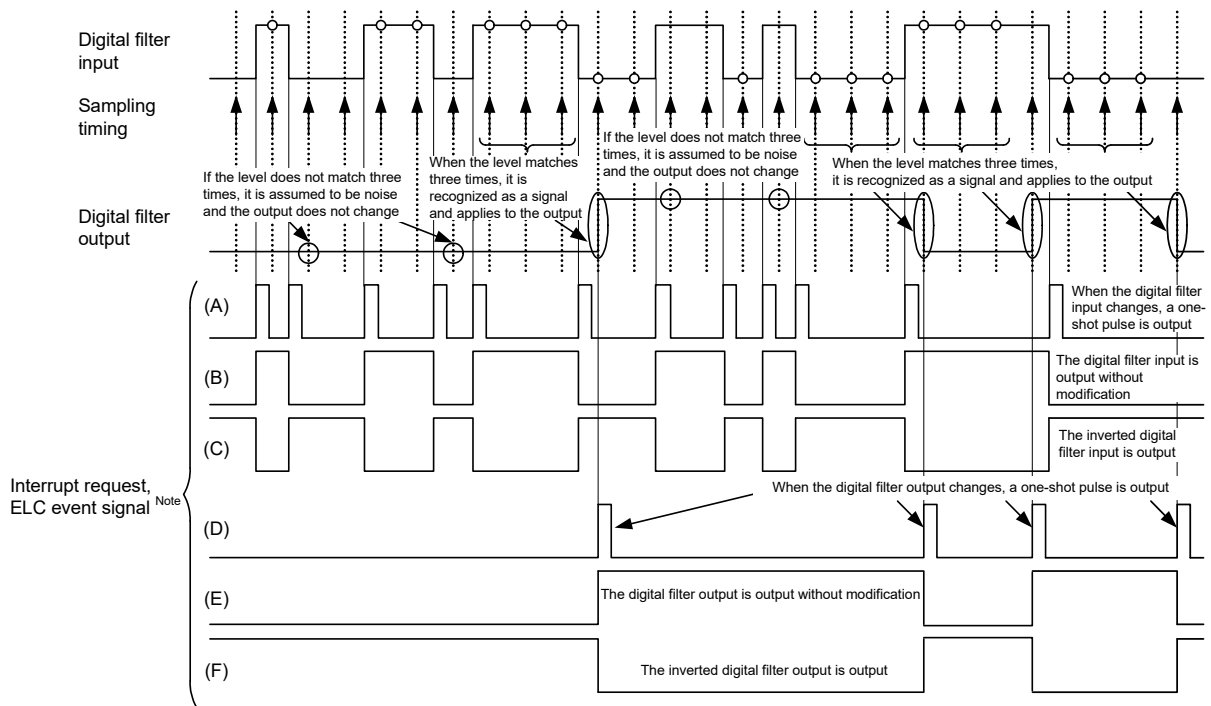 Digital filter
input
Sampling
timing
If the level does not match three
times, it is assumed to be noise
and the output does not change
When the level matches
three times, it is
recognized as a signal
and applies to the output
If the level does not match three
times, it is assumed to be noise
and the output does not change
When the level matches three times,
it is recognized as a signal and applies to the output
Digital filter
output
(A)
When the digital filter
input changes, a one-
shot pulse is output
(B)
The digital filter input is
output without
modification
(C)
The inverted digital
filter input is output
Interrupt request,
ELC event signal Note
When the digital filter output changes, a one-shot pulse is output
(D)
(E)
The digital filter output is output without modification
(F)
The inverted digital filter output is output